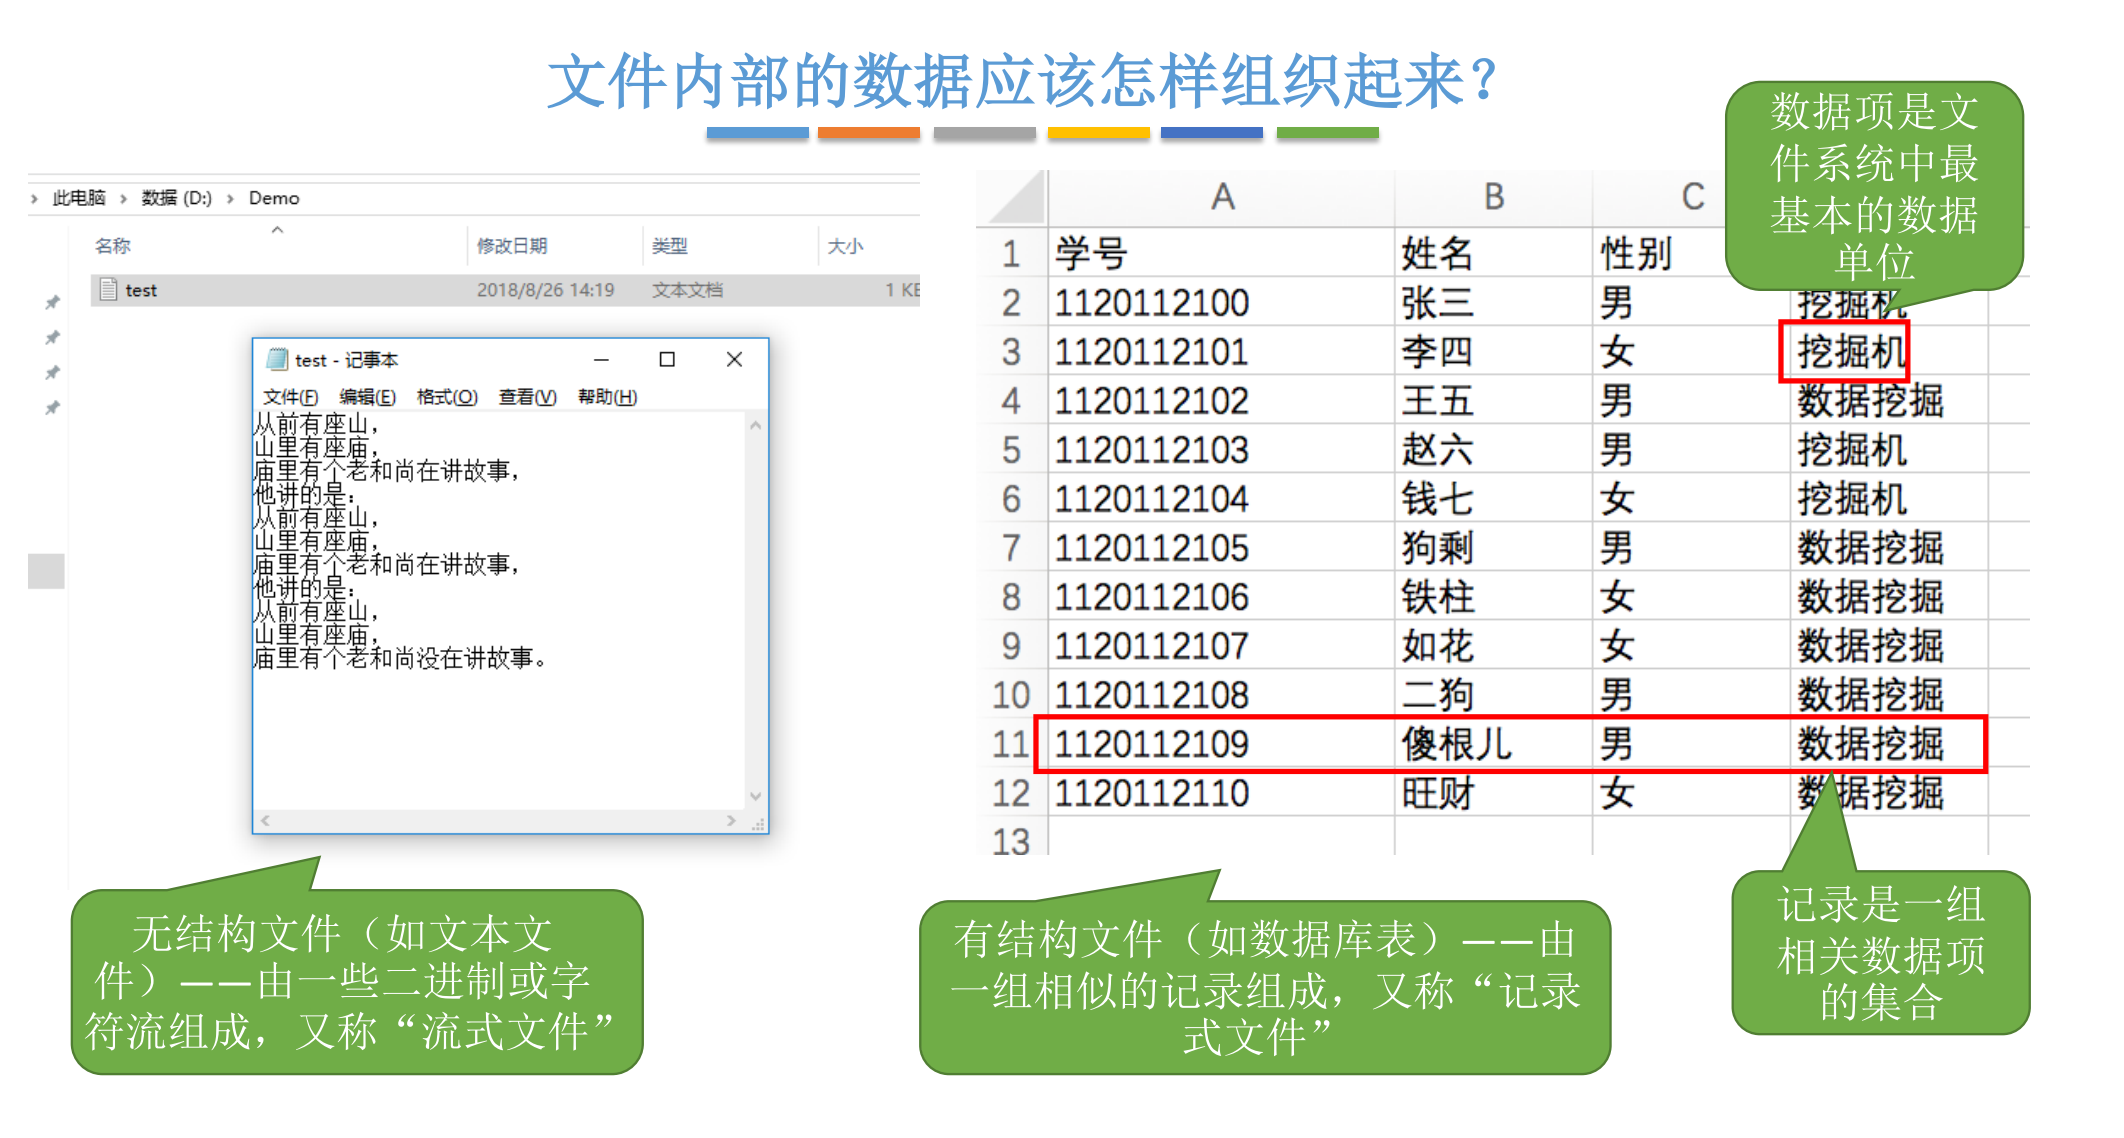 文件内部的数据应该怎样组织起来？
数据项是文
件系统中最
基本的数据
单位
此电脑 › 数据 (D:) › Demo
名称 修改日期 类型 大小
test 2018/8/26 14:19 文本文档 1 KB
test - 记事本
文件(F) 编辑(E) 格式(O) 查看(V) 帮助(H)
从前有座山，
山里有座庙，
庙里有个老和尚在讲故事，
他讲的是：
从前有座山，
山里有座庙，
庙里有个老和尚在讲故事，
他讲的是：
从前有座山，
山里有座庙，
庙里有个老和尚没在讲故事。
A B C
1 学号 姓名 性别
2 1120112100 张三 男 挖掘机
3 1120112101 李四 女 挖掘机
4 1120112102 王五 男 数据挖掘
5 1120112103 赵六 男 挖掘机
6 1120112104 钱七 女 挖掘机
7 1120112105 狗剩 男 数据挖掘
8 1120112106 铁柱 女 数据挖掘
9 1120112107 如花 女 数据挖掘
10 1120112108 二狗 男 数据挖掘
11 1120112109 傻根儿 男 数据挖掘
12 1120112110 旺财 女 数据挖掘
13
无结构文件（如文本文
件）——由一些二进制或字
符流组成，又称“流式文件”
有结构文件（如数据库表）——由
一组相似的记录组成，又称“记录
式文件”
记录是一组
相关数据项
的集合